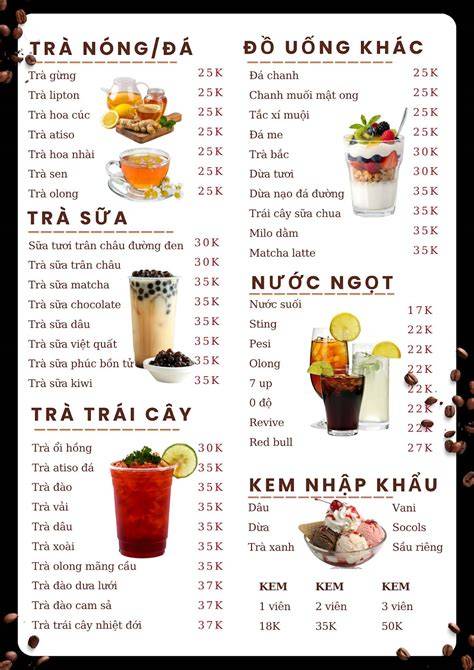 TRÀ NÓNG/ĐÁ
Trà gừng 25K
Trà lipton 25K
Trà hoa cúc 25K
Trà atiso 25K
Trà hoa nhài 25K
Trà sen 25K
Trà olong 25K
TRÀ SỮA
Sữa tươi trân châu đường đen 30K
Trà sữa trân châu 30K
Trà sữa matcha 35K
Trà sữa chocolate 35K
Trà sữa dâu 35K
Trà sữa việt quất 35K
Trà sữa phúc bồn tử 35K
Trà sữa kiwi 35K
TRÀ TRÁI CÂY
Trà ổi hồng 30K
Trà atiso đá 35K
Trà đào 35K
Trà vải 35K
Trà dâu 35K
Trà xoài 35K
Trà olong mãng cầu 35K
Trà đào dưa lưới 37K
Trà đào cam sả 37K
Trà trái cây nhiệt đới 37K
ĐỒ UỐNG KHÁC
Đá chanh 25K
Chanh muối mật ong 25K
Tắc xí muội 25K
Đá me 25K
Trà bắc 30K
Dừa tươi 30K
Dừa nạo đá đường 35K
Trái cây sữa chua 35K
Milo dầm 35K
Matcha latte 35K
NƯỚC NGỌT
Nước suối 17K
Sting 22K
Pesi 22K
Olong 22K
7 up 22K
0 độ 22K
Revive 22K
Red bull 27K
KEM NHẬP KHẨU
Dâu Vani
Dừa Socols
Trà xanh Sầu riêng
KEM KEM KEM
1 viên 2 viên 3 viên
18K 35K 50K